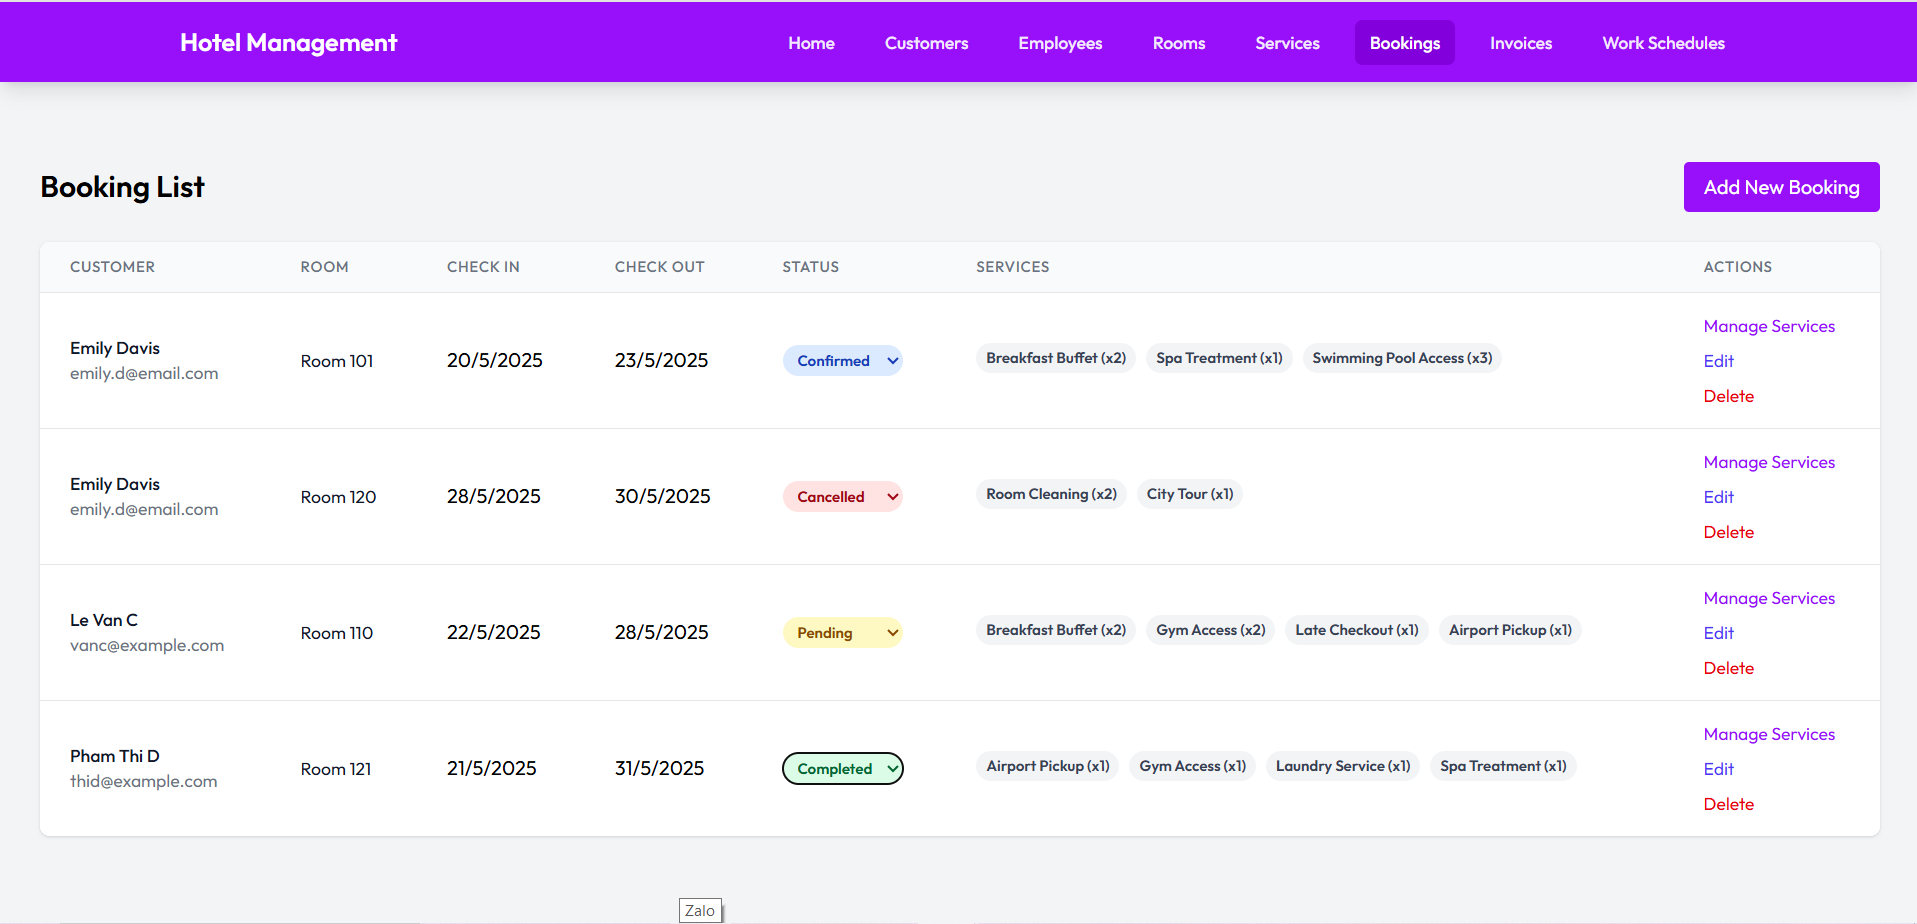 Hotel Management Home Customers Employees Rooms Services Bookings Invoices Work Schedules
Booking List Add New Booking
CUSTOMER ROOM CHECK IN CHECK OUT STATUS SERVICES ACTIONS
Emily Davis
emily.d@email.com
Room 101 20/5/2025 23/5/2025 Confirmed Breakfast Buffet (x2) Spa Treatment (x1) Swimming Pool Access (x3)
Manage Services
Edit
Delete
Emily Davis
emily.d@email.com
Room 120 28/5/2025 30/5/2025 Cancelled Room Cleaning (x2) City Tour (x1)
Manage Services
Edit
Delete
Le Van C
vanc@example.com
Room 110 22/5/2025 28/5/2025 Pending Breakfast Buffet (x2) Gym Access (x2) Late Checkout (x1) Airport Pickup (x1)
Manage Services
Edit
Delete
Pham Thi D
thid@example.com
Room 121 21/5/2025 31/5/2025 Completed Airport Pickup (x1) Gym Access (x1) Laundry Service (x1) Spa Treatment (x1)
Manage Services
Edit
Delete
Zalo